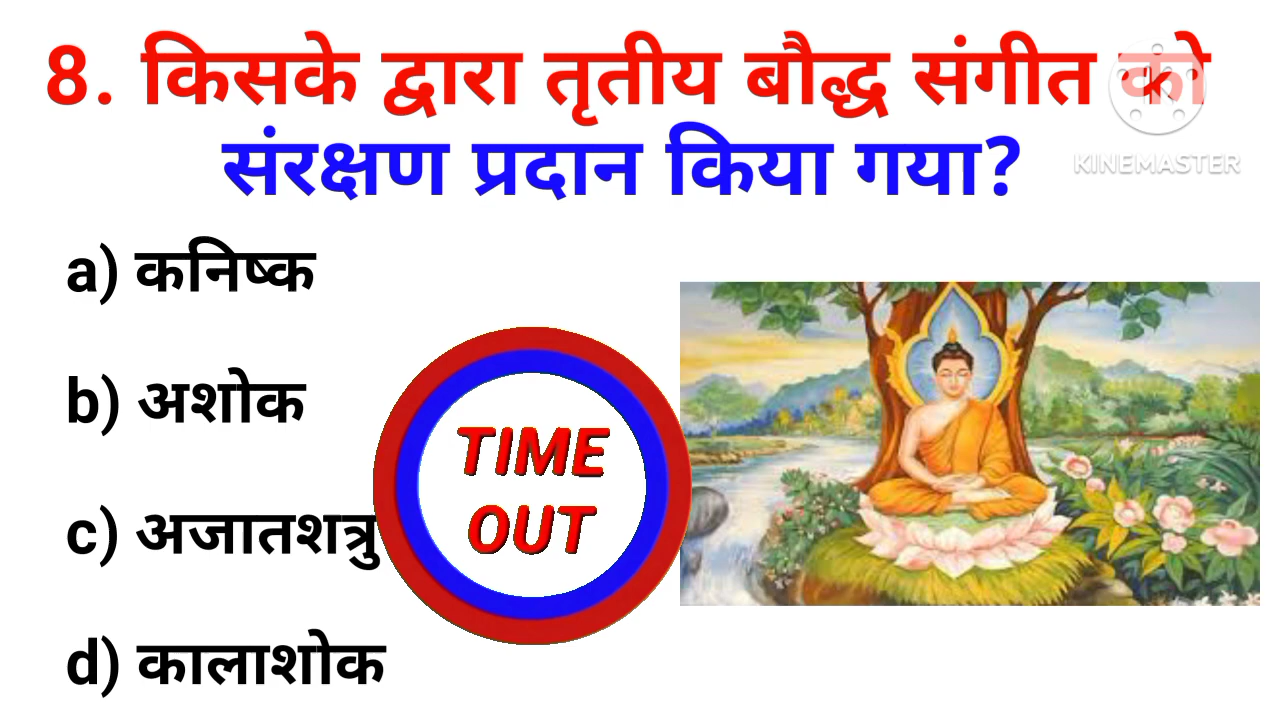 8. किसके द्वारा तृतीय बौद्ध संगीत को
संरक्षण प्रदान किया गया?
KINEMASTER
a) कनिष्क
b) अशोक
c) अजातशत्रु
d) कालाशोक
TIME
OUT